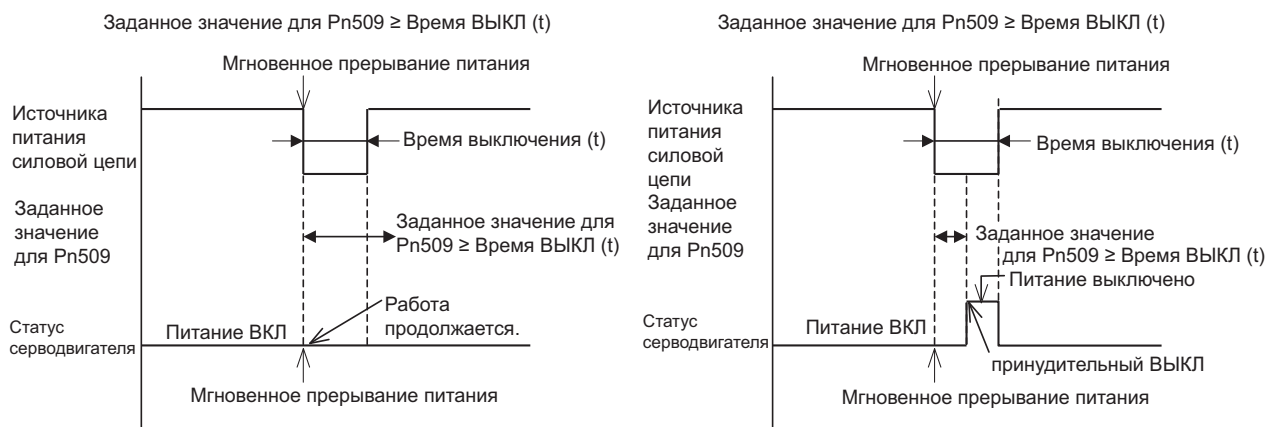 Заданное значение для Pn509 ≥ Время ВЫКЛ (t)
Мгновенное прерывание питания
Источника
питания
силовой цепи
Время выключения (t)
Заданное
значение
для Pn509
Заданное значение для
Pn509 ≥ Время ВЫКЛ (t)
Работа
продолжается.
Статус
серводвигателя
Питание ВКЛ
Мгновенное прерывание питания
Заданное значение для Pn509 ≥ Время ВЫКЛ (t)
Мгновенное прерывание питания
Источника
питания
силовой
цепи
Время выключения (t)
Заданное
значение
для Pn509
Заданное значение
для Pn509 ≥ Время ВЫКЛ (t)
Питание выключено
Статус
серводвигателя
Питание ВКЛ
принудительный ВЫКЛ
Мгновенное прерывание питания